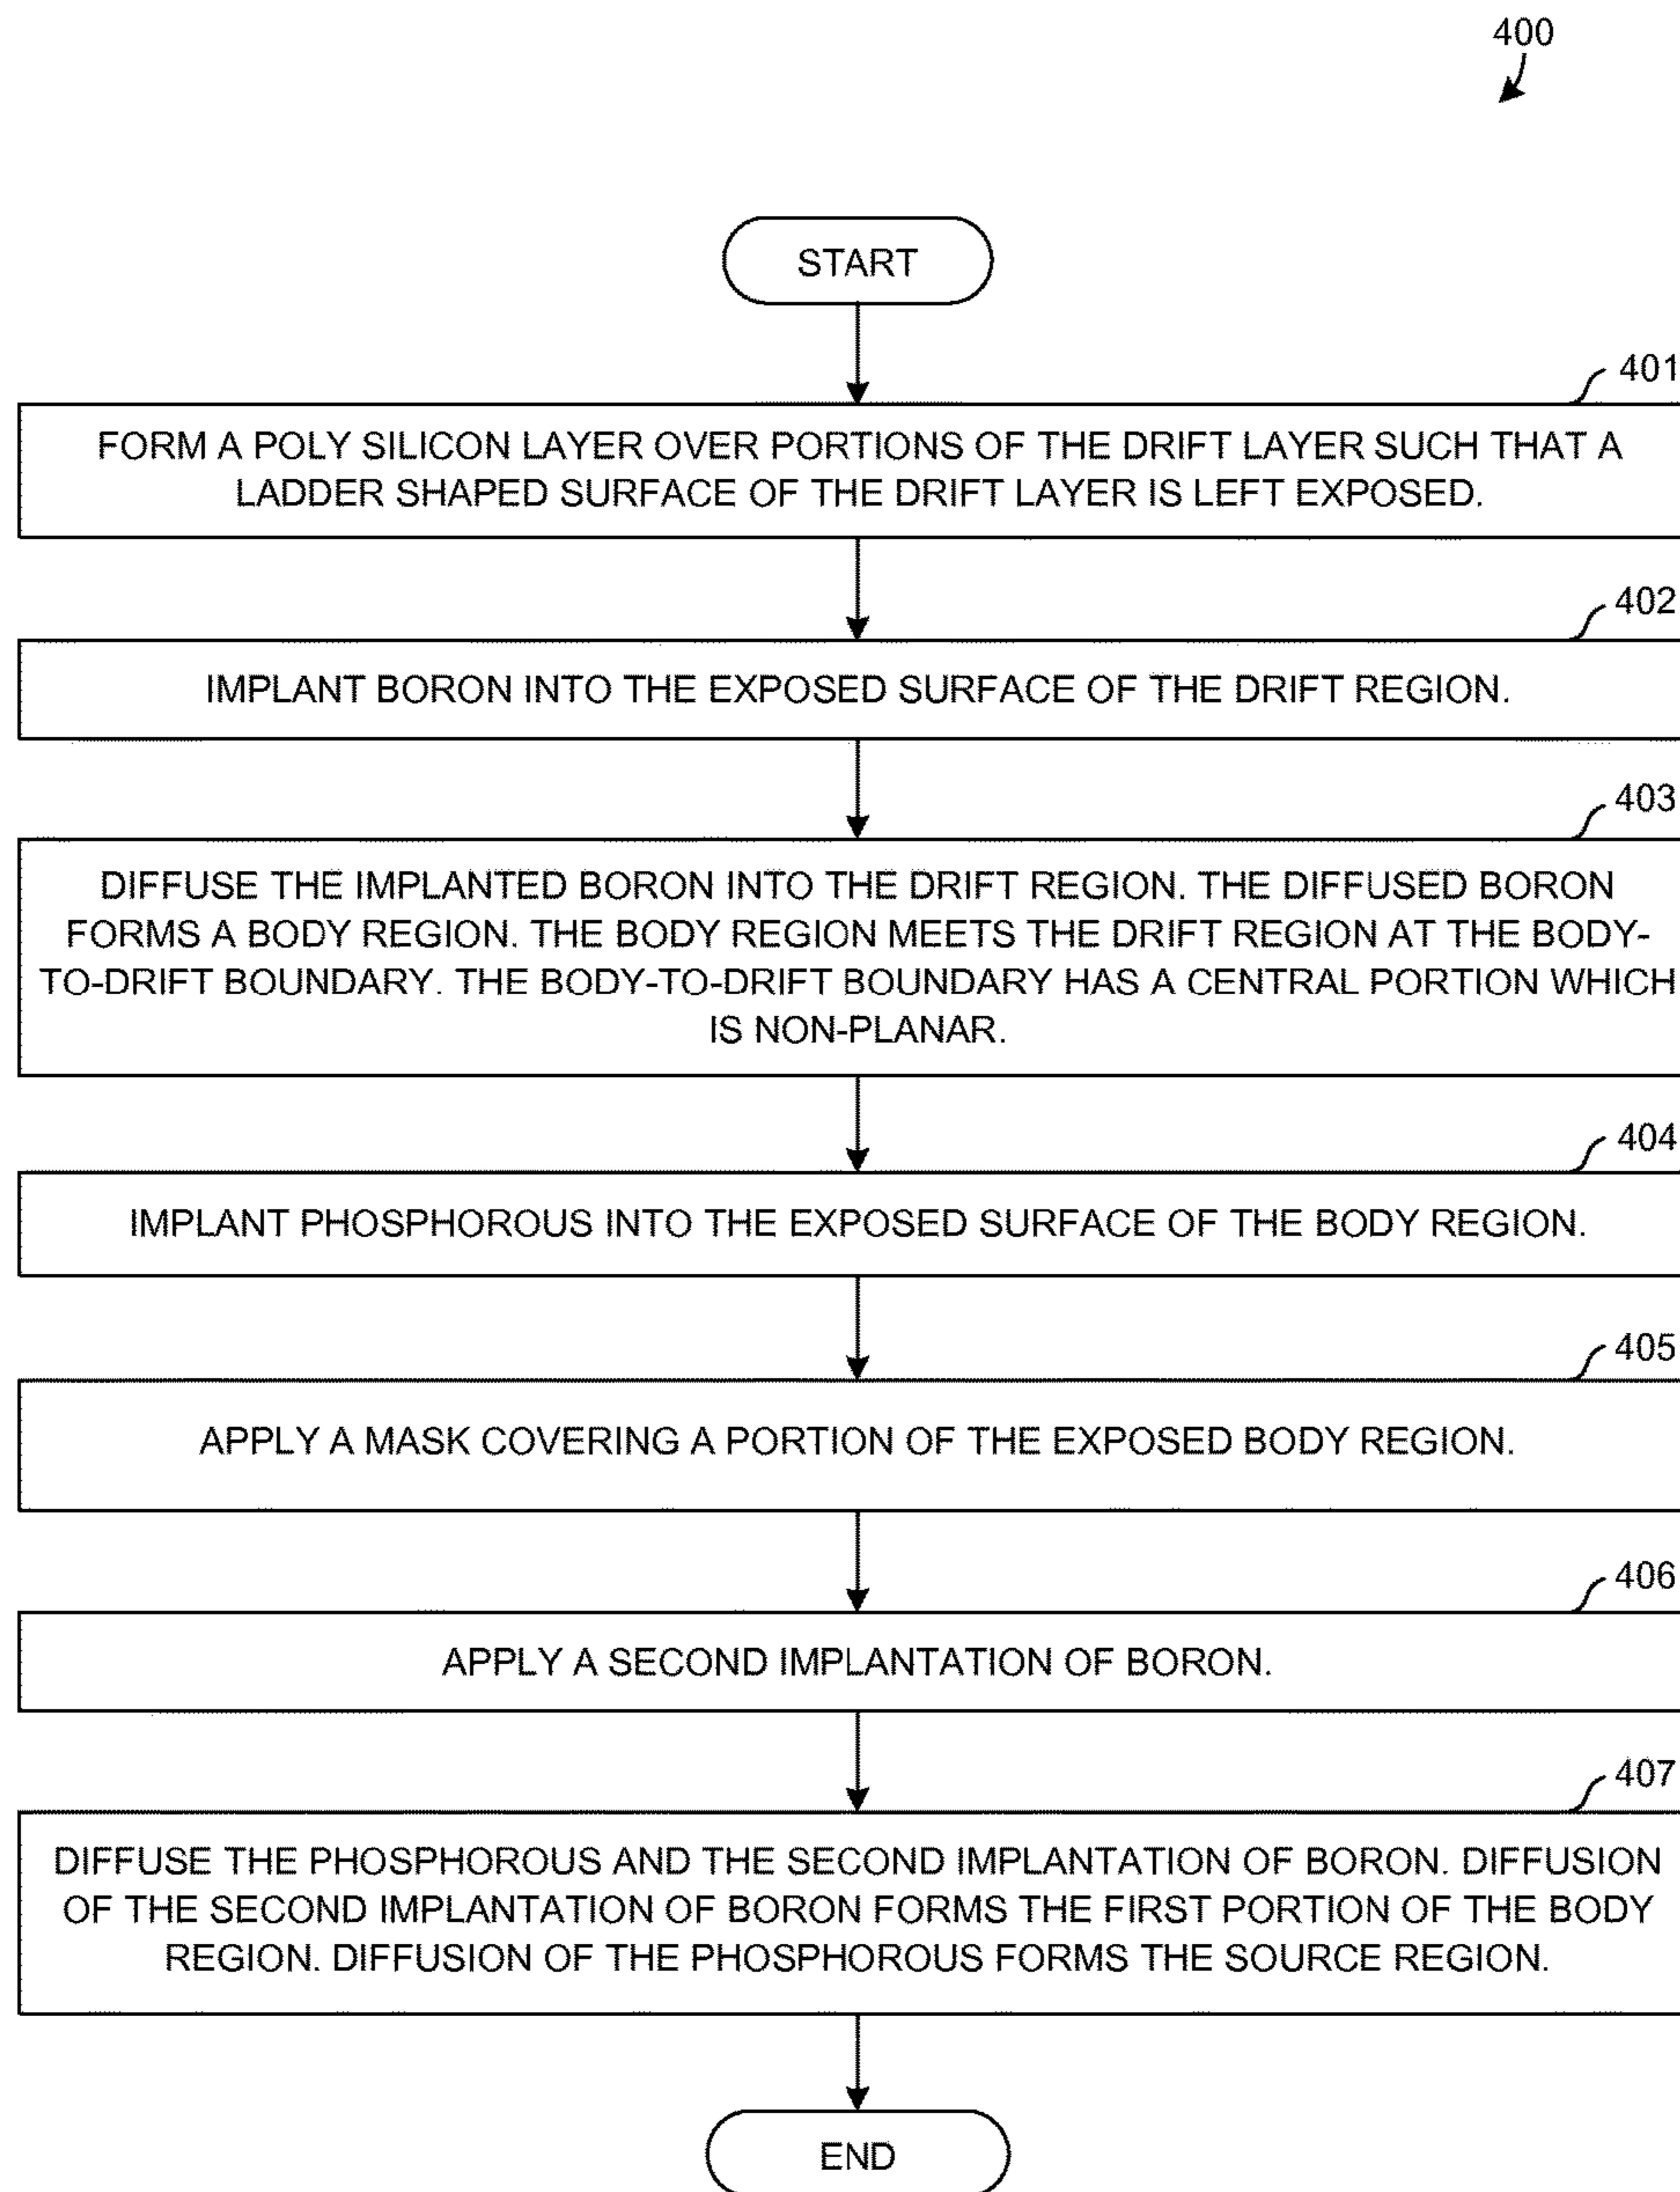 400
START
401
FORM A POLY SILICON LAYER OVER PORTIONS OF THE DRIFT LAYER SUCH THAT A
LADDER SHAPED SURFACE OF THE DRIFT LAYER IS LEFT EXPOSED.
402
IMPLANT BORON INTO THE EXPOSED SURFACE OF THE DRIFT REGION.
403
DIFFUSE THE IMPLANTED BORON INTO THE DRIFT REGION. THE DIFFUSED BORON
FORMS A BODY REGION. THE BODY REGION MEETS THE DRIFT REGION AT THE BODY-
TO-DRIFT BOUNDARY. THE BODY-TO-DRIFT BOUNDARY HAS A CENTRAL PORTION WHICH
IS NON-PLANAR.
404
IMPLANT PHOSPHOROUS INTO THE EXPOSED SURFACE OF THE BODY REGION.
405
APPLY A MASK COVERING A PORTION OF THE EXPOSED BODY REGION.
406
APPLY A SECOND IMPLANTATION OF BORON.
407
DIFFUSE THE PHOSPHOROUS AND THE SECOND IMPLANTATION OF BORON. DIFFUSION
OF THE SECOND IMPLANTATION OF BORON FORMS THE FIRST PORTION OF THE BODY
REGION. DIFFUSION OF THE PHOSPHOROUS FORMS THE SOURCE REGION.
END